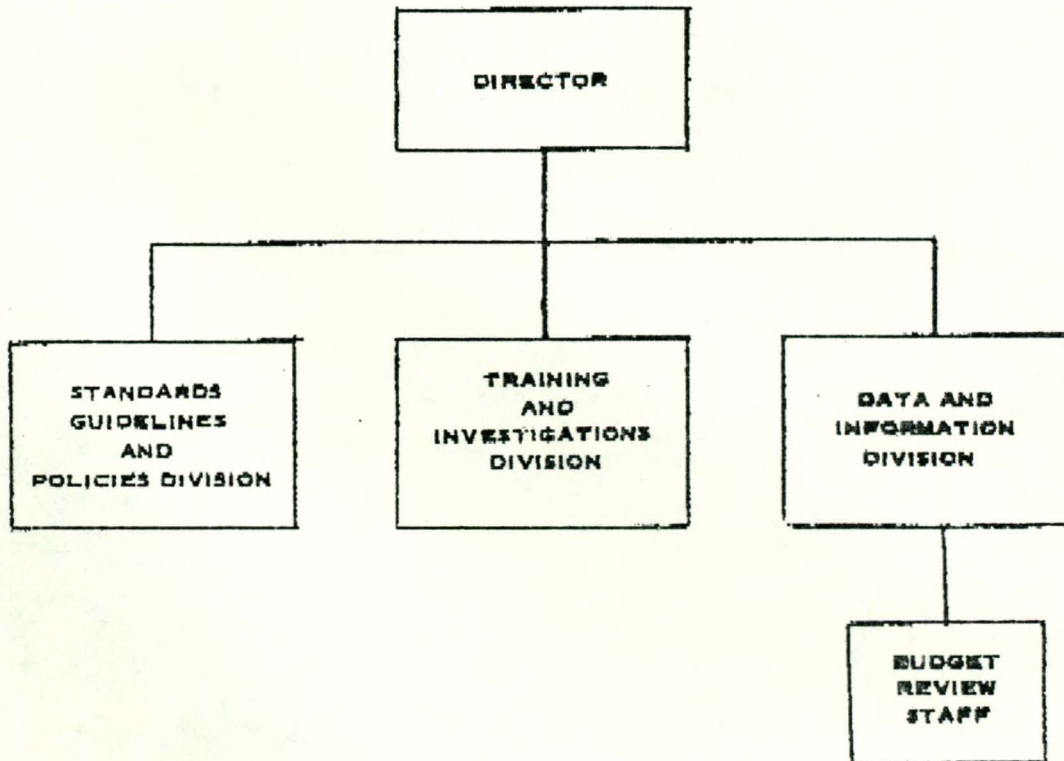 DIRECTOR
STANDARDS
GUIDELINES
AND
POLICIES DIVISION
TRAINING
AND
INVESTIGATIONS
DIVISION
DATA AND
INFORMATION
DIVISION
BUDGET
REVIEW
STAFF